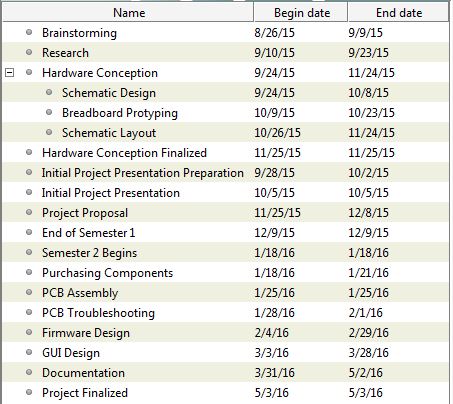 Name Begin date End date
Brainstorming 8/26/15 9/9/15
Research 9/10/15 9/23/15
Hardware Conception 9/24/15 11/24/15
Schematic Design 9/24/15 10/8/15
Breadboard Protyping 10/9/15 10/23/15
Schematic Layout 10/26/15 11/24/15
Hardware Conception Finalized 11/25/15 11/25/15
Initial Project Presentation Preparation 9/28/15 10/2/15
Initial Project Presentation 10/5/15 10/5/15
Project Proposal 11/25/15 12/8/15
End of Semester 1 12/9/15 12/9/15
Semester 2 Begins 1/18/16 1/18/16
Purchasing Components 1/18/16 1/21/16
PCB Assembly 1/25/16 1/25/16
PCB Troubleshooting 1/28/16 2/1/16
Firmware Design 2/4/16 2/29/16
GUI Design 3/3/16 3/28/16
Documentation 3/31/16 5/2/16
Project Finalized 5/3/16 5/3/16